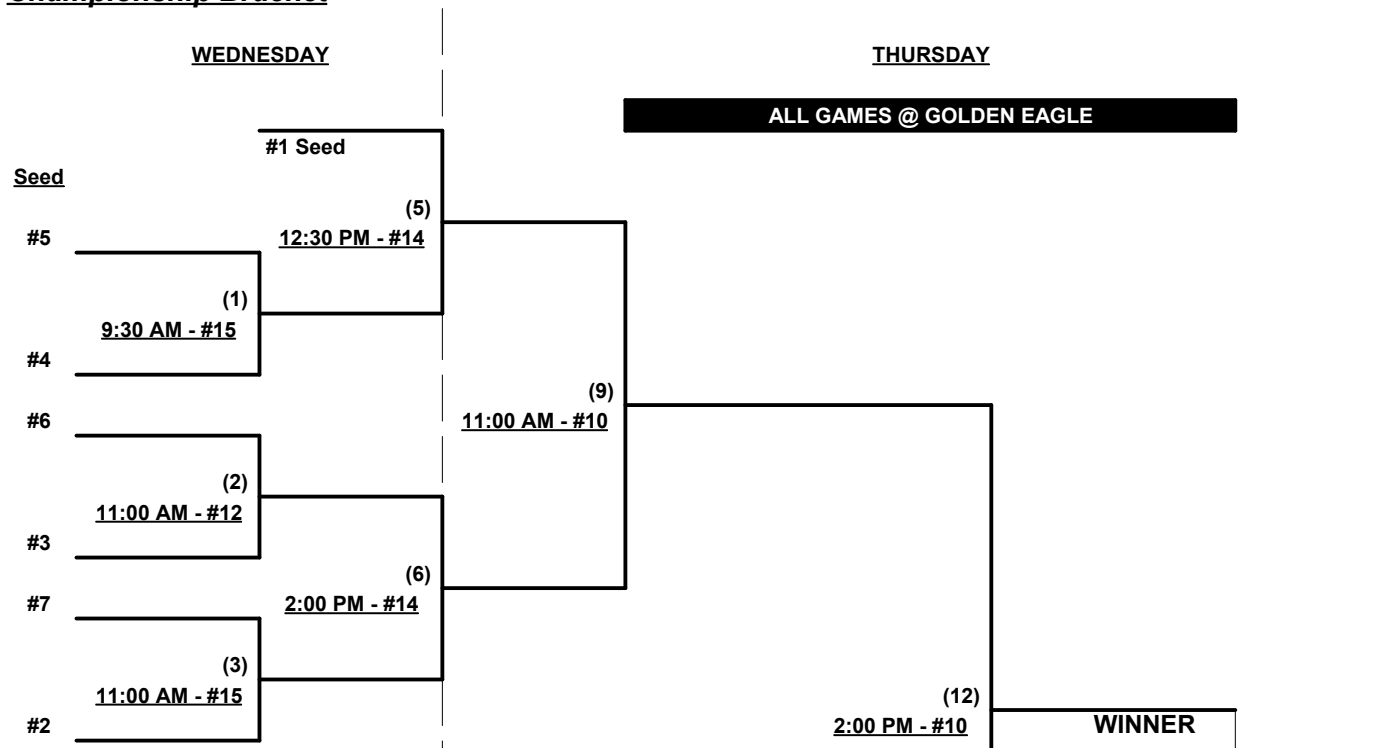 Championship Bracket
WEDNESDAY
THURSDAY
ALL GAMES @ GOLDEN EAGLE
#1 Seed
Seed
(5)
#5
12:30 PM - #14
(1)
9:30 AM - #15
#4
(9)
#6
11:00 AM - #10
(2)
11:00 AM - #12
#3
(6)
#7
2:00 PM - #14
(3)
11:00 AM - #15
(12)
#2
2:00 PM - #10
WINNER